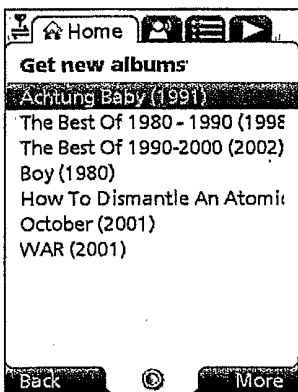 Home
Get new albums
Achtung Baby (1991)
The Best Of 1980 - 1990 (199
The Best Of 1990-2000 (2002)
Boy (1980)
How To Dismantle An Atomic
October (2001)
WAR (2001)
Back More